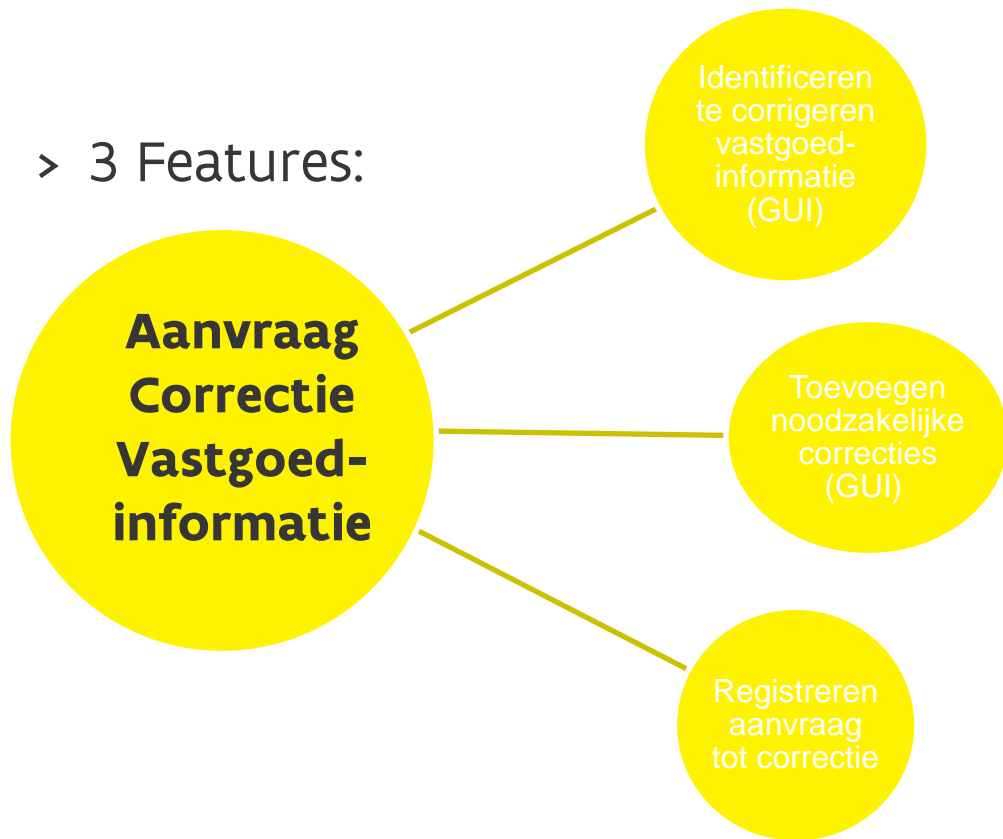 > 3 Features:
Aanvraag
Correctie
Vastgoed-
informatie
Identificeren
te corrigeren
vastgoed-
informatie
(GUI)
Toevoegen
noodzakelijke
correcties
(GUI)
Registreren
aanvraag
tot correctie